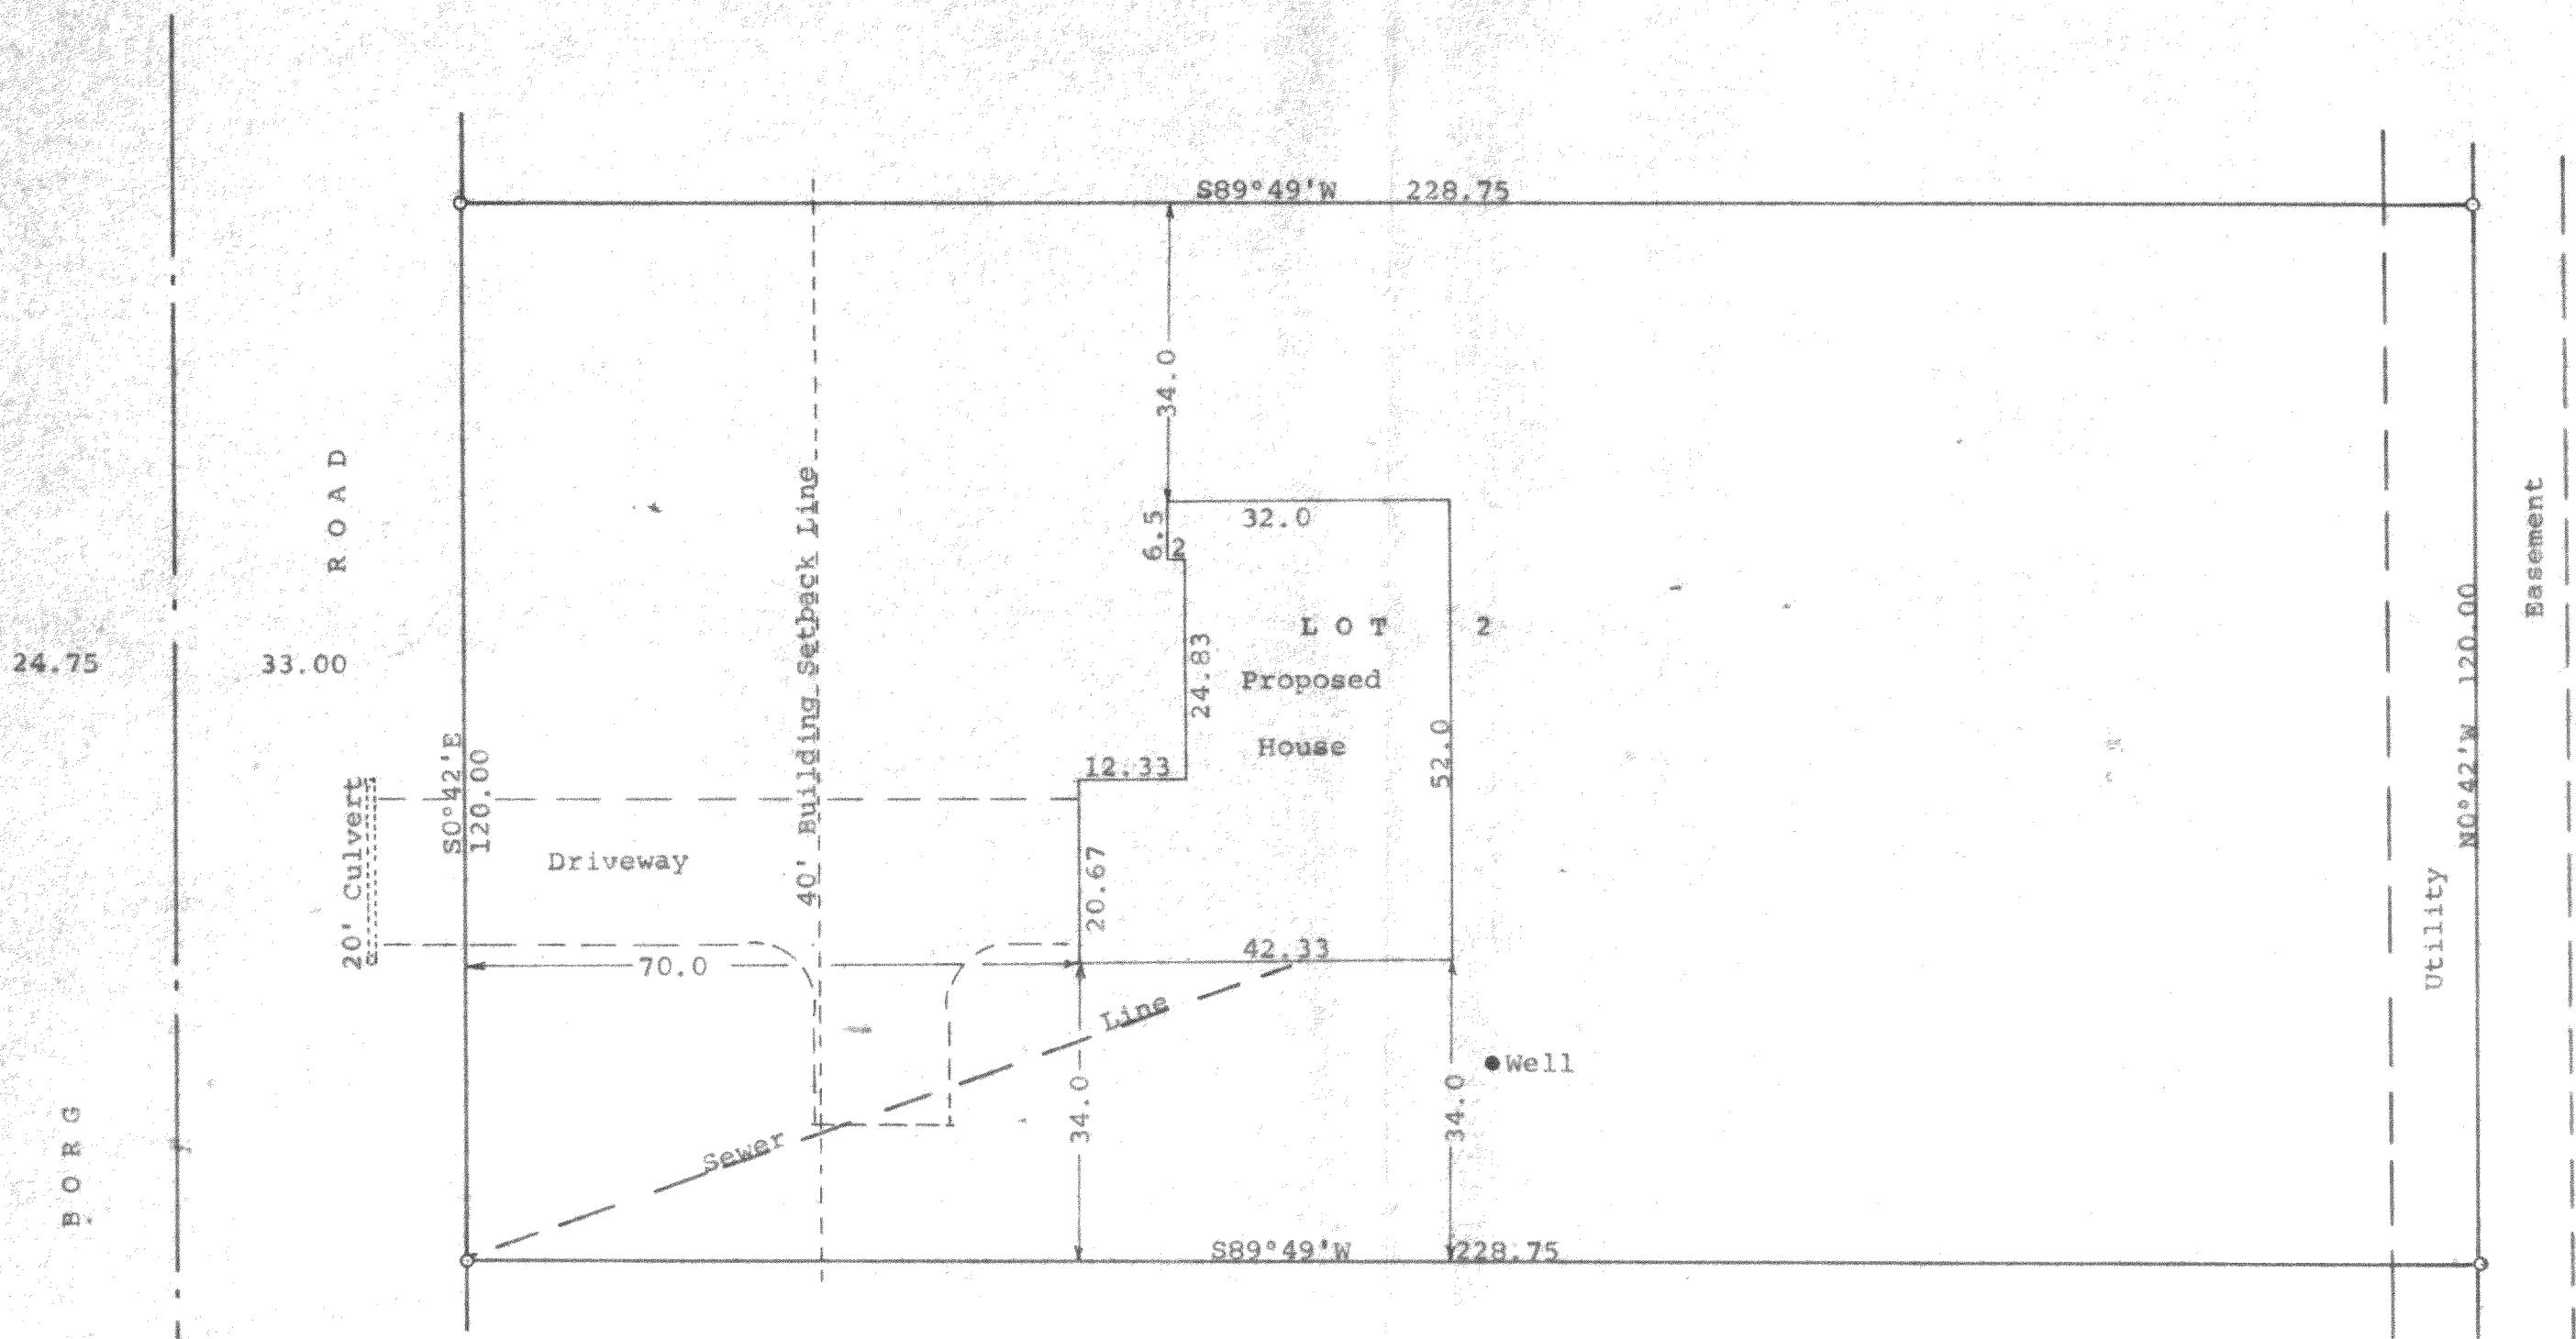 S89°49'W 228.75
34.0
ROAD
32.0
6.5
2
40' Building Setback Line
24.83
LOT 2
Proposed
House
24.75
33.00
52.0
12.33
S0°42'E
120.00
20' Culvert
Driveway
20.67
70.0
42.33
Sewer Line
34.0
34.0
Well
BORG
S89°49'W 228.75
N0°42'W 120.00
Utility Easement